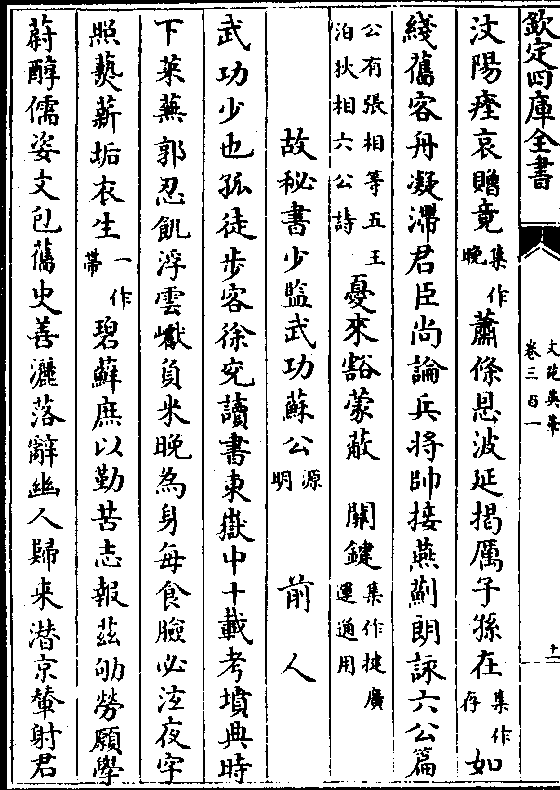 欽定四庫全書
文苑英華
卷三百一
十一
汶陽瘞哀贈竟集作晚蕭條恩波延揭厲子孫在集作存如
綫舊客舟凝滯君臣尚論兵將帥接燕薊朗詠六公篇
公有張相等五王洎狄相六公詩憂來豁蒙蔽 關鍵集作捷廣運適用
故秘書少監武功蘇公源明 前人
武功少也孤徒步客徐兖讀書東嶽中十載考墳典時
下萊蕪郭忍飢浮雲巘負米晚為身每食臉必泫夜字
照爇薪垢衣生一作帶碧蘚庶以勤苦志報茲劬勞願學
蔚醇儒姿文包舊史善灑落辭幽人歸來潛京輦射君